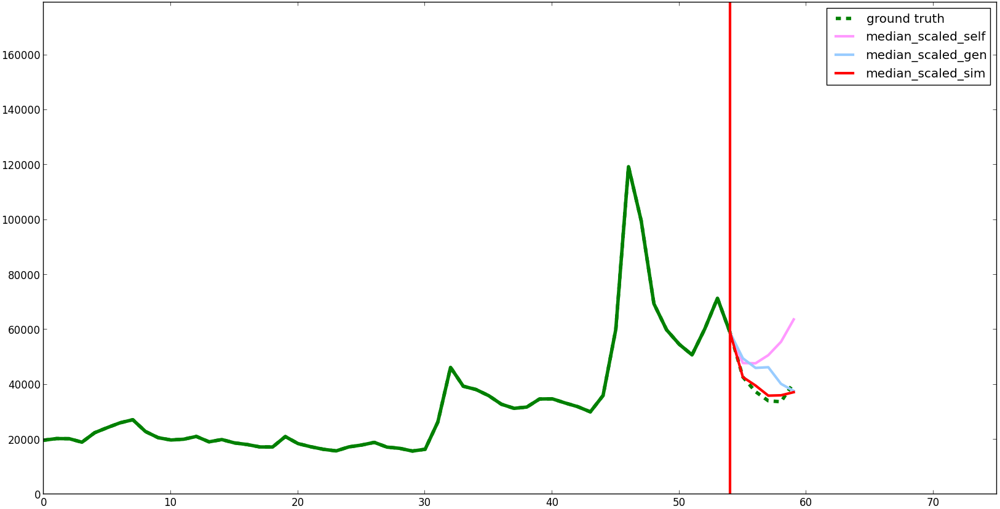 ground truth
median_scaled_self
median_scaled_gen
median_scaled_sim
160000
140000
120000
100000
80000
60000
40000
20000
0
0 10 20 30 40 50 60 70